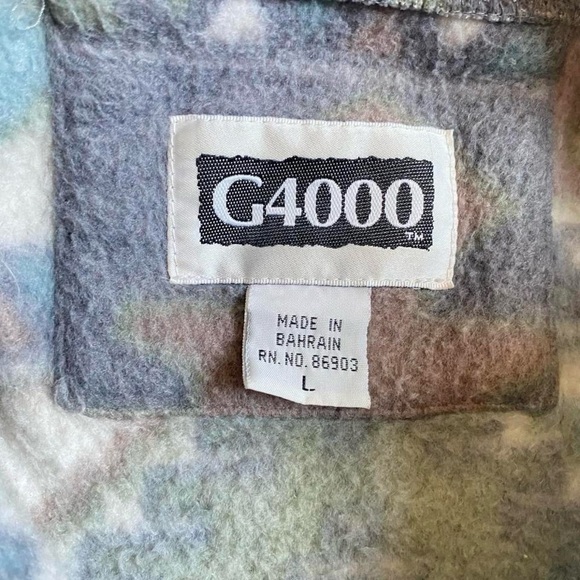 G4000
TM
MADE IN
BAHRAIN
RN. NO. 86903
L